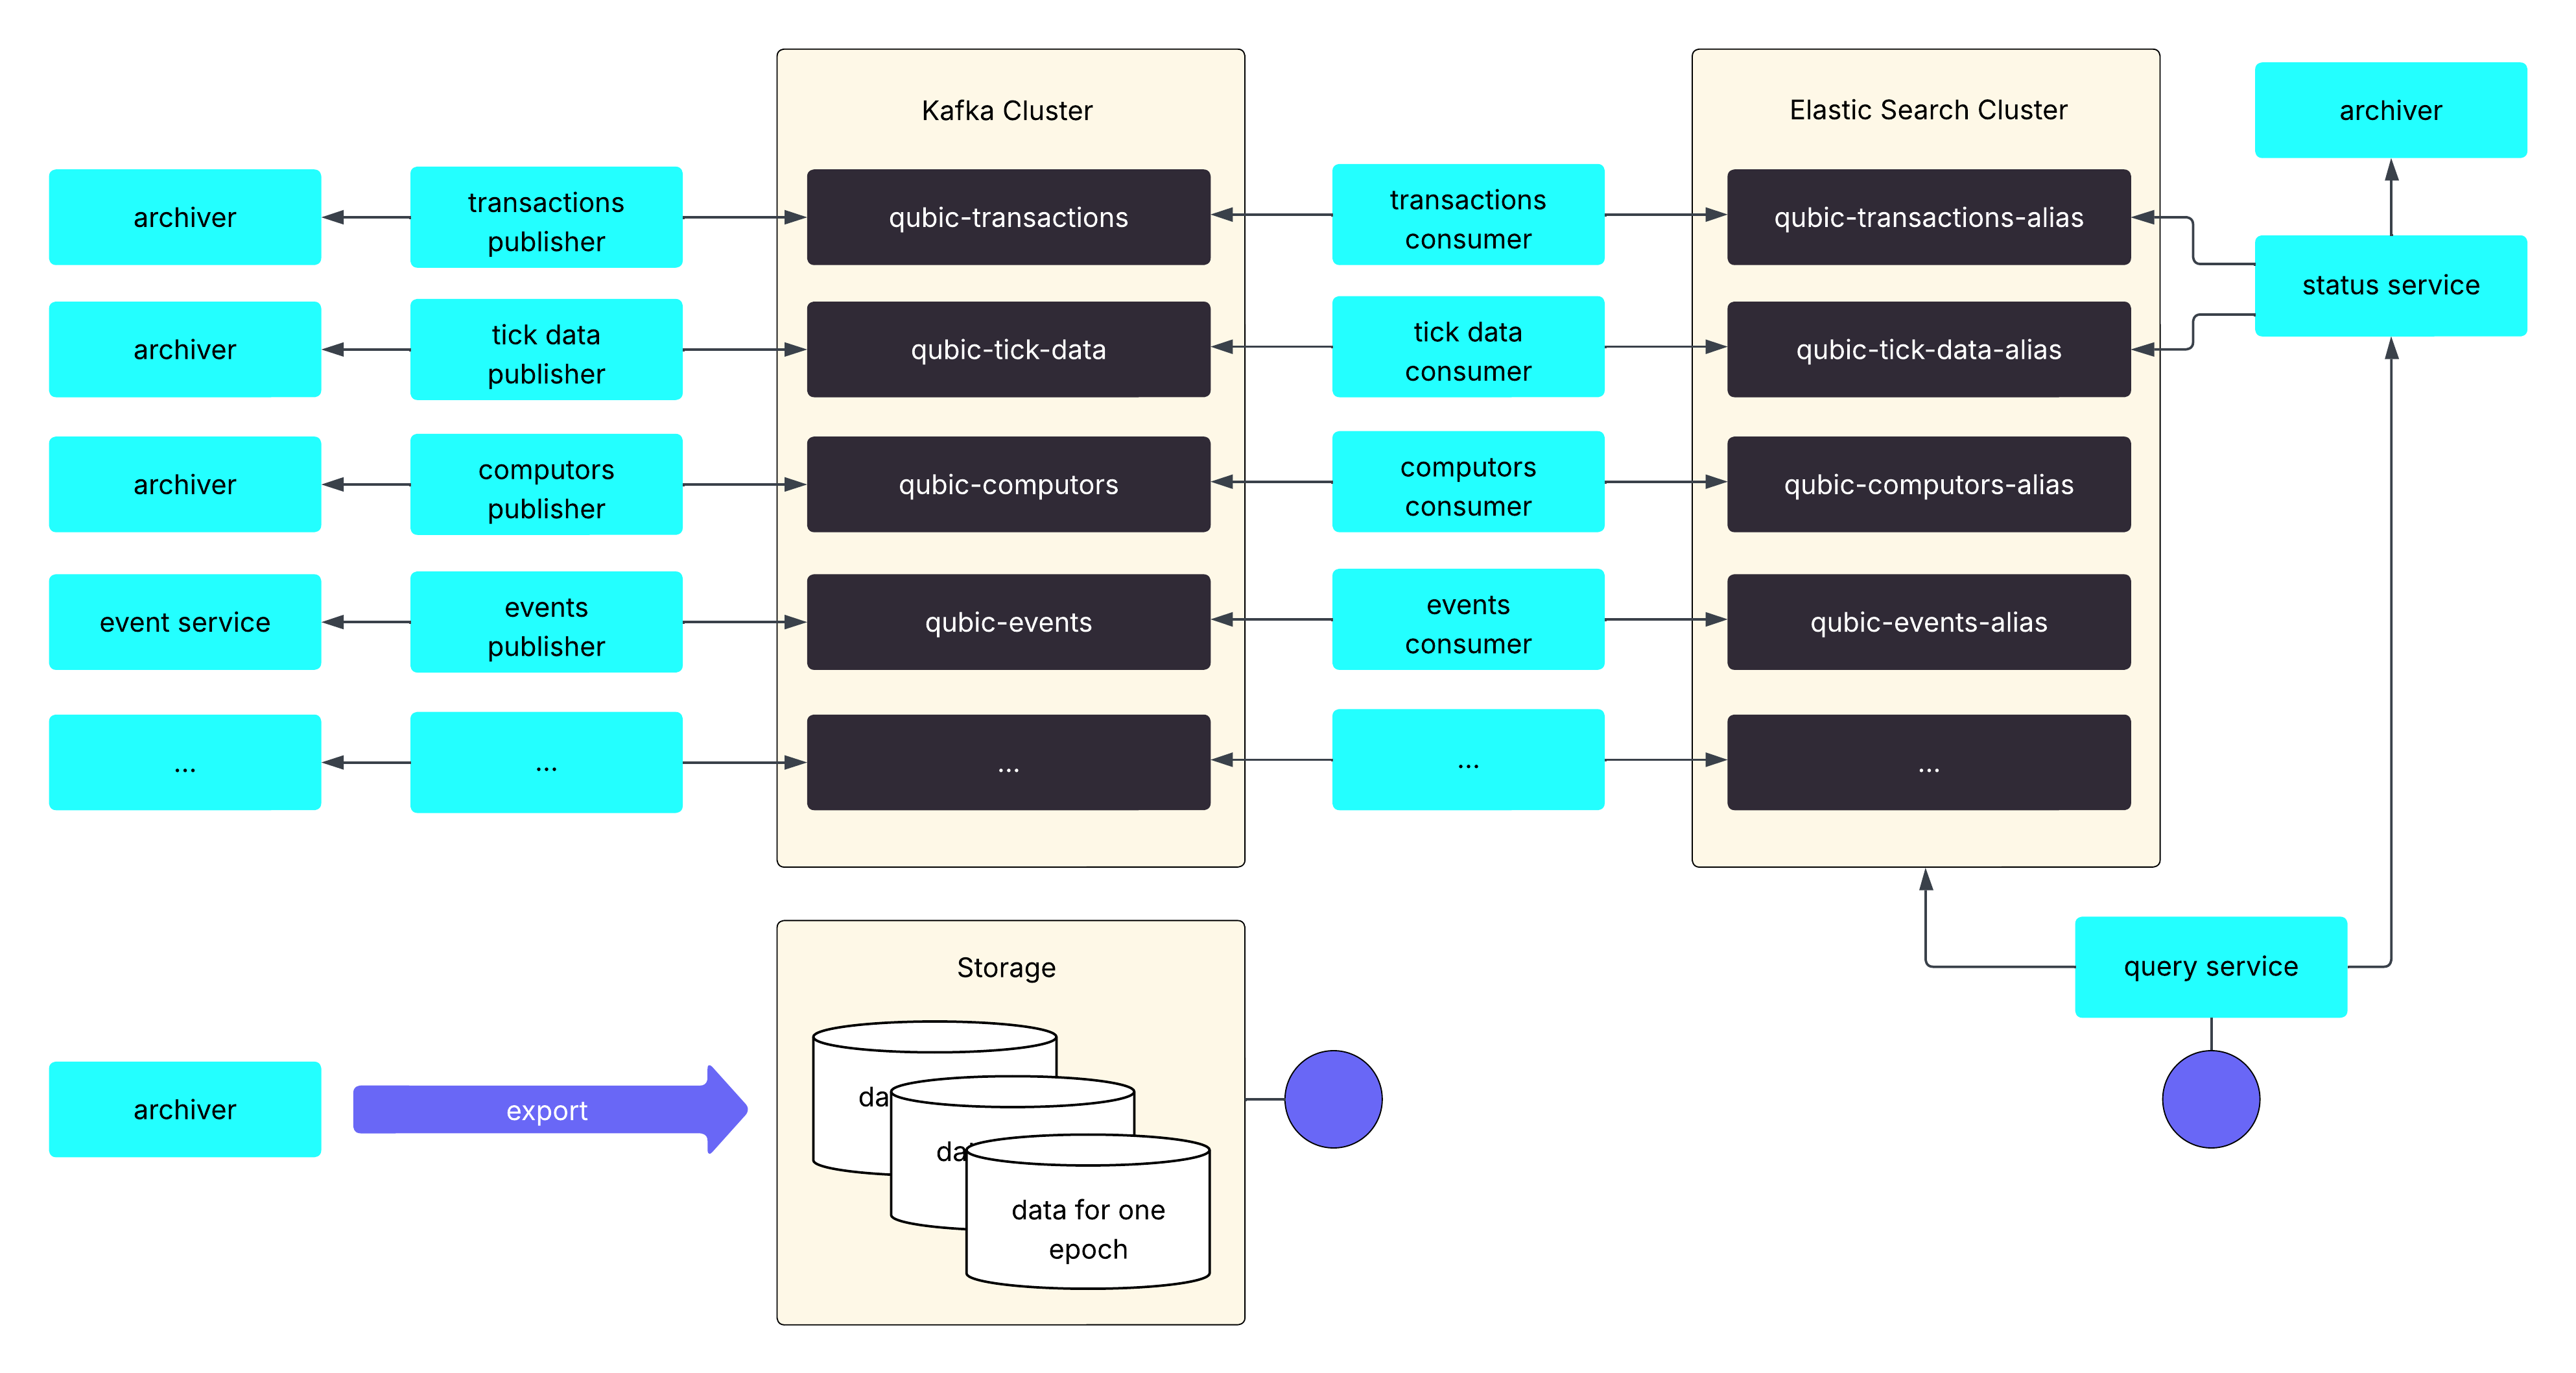 Kafka Cluster
Elastic Search Cluster
archiver
archiver
transactions
publisher
qubic-transactions
transactions
consumer
qubic-transactions-alias
status service
archiver
tick data
publisher
qubic-tick-data
tick data
consumer
qubic-tick-data-alias
archiver
computors
publisher
qubic-computors
computors
consumer
qubic-computors-alias
event service
events
publisher
qubic-events
events
consumer
qubic-events-alias
...
...
...
...
...
Storage
query service
archiver
export
da
da
data for one
epoch